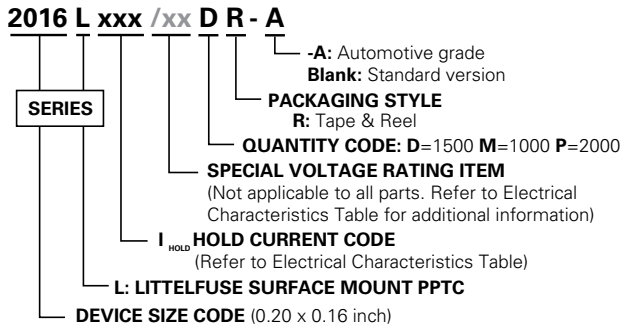 2016 L xxx /xx D R - A
-A: Automotive grade
Blank: Standard version
SERIES
PACKAGING STYLE
R: Tape & Reel
QUANTITY CODE: D=1500 M=1000 P=2000
SPECIAL VOLTAGE RATING ITEM
(Not applicable to all parts. Refer to Electrical
Characteristics Table for additional information)
I HOLD HOLD CURRENT CODE
(Refer to Electrical Characteristics Table)
L: LITTELFUSE SURFACE MOUNT PPTC
DEVICE SIZE CODE (0.20 x 0.16 inch)